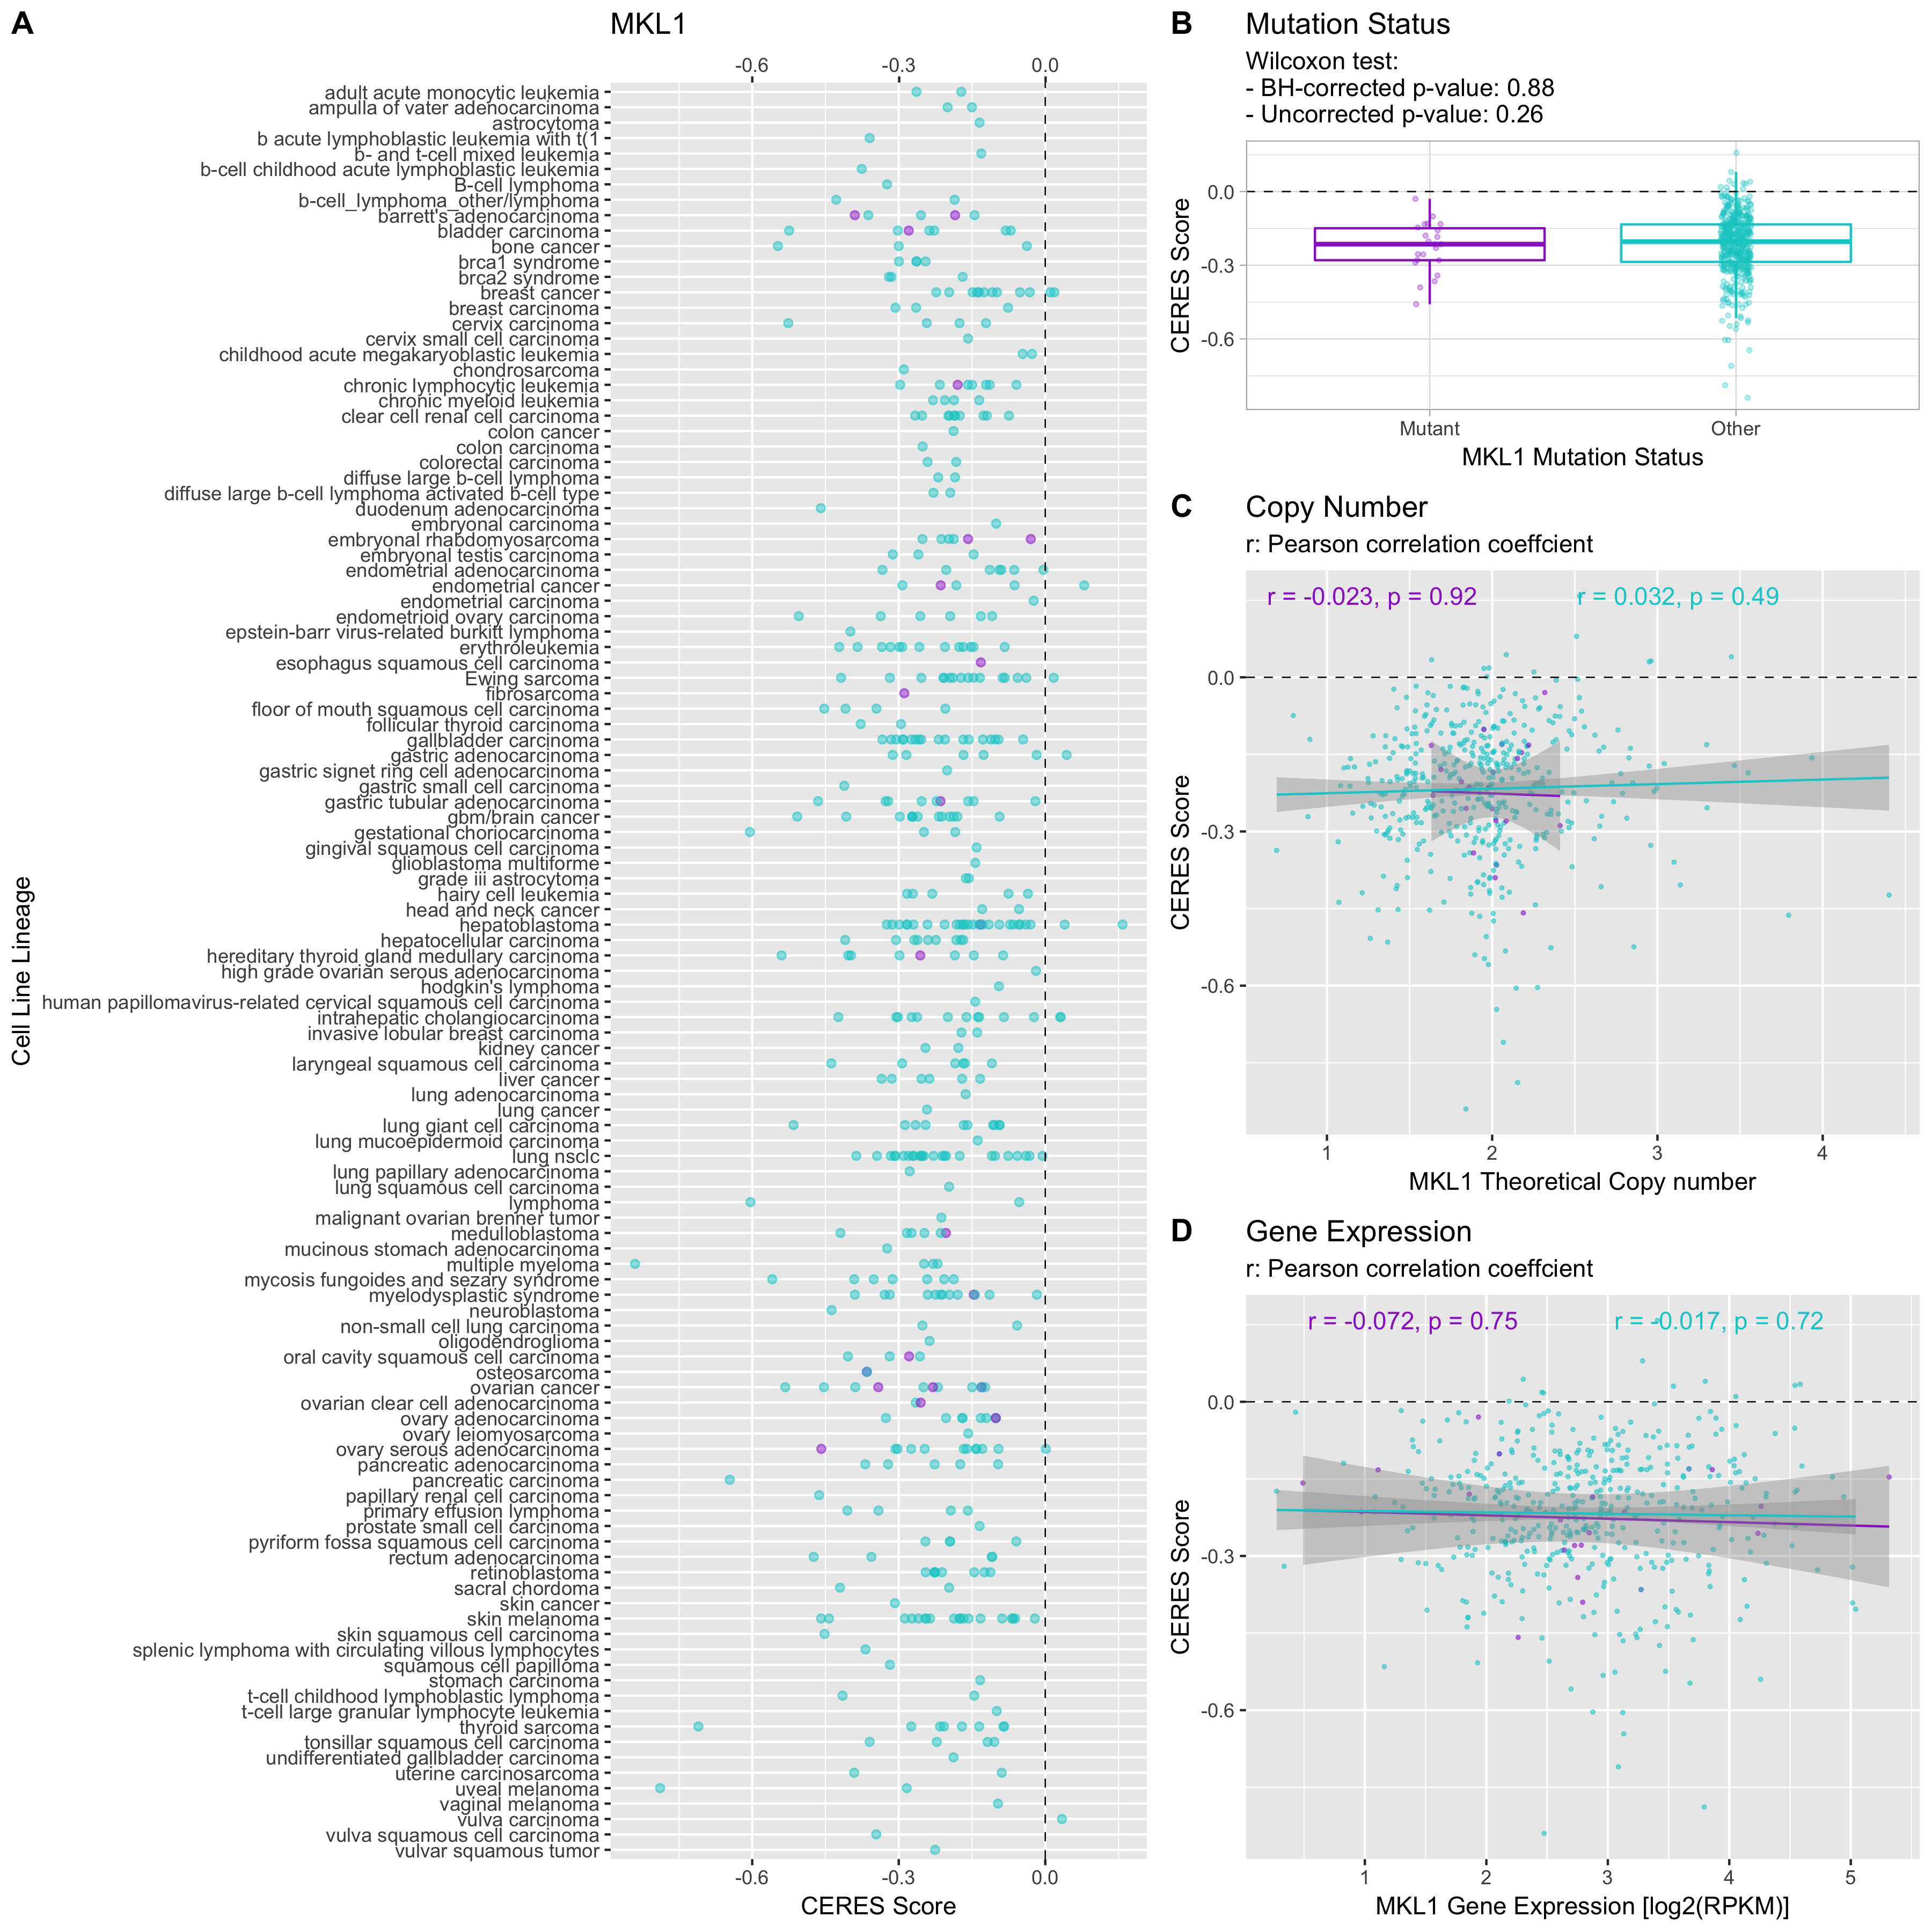 A
MKL1
-0.6 -0.3 0.0
Cell Line Lineage
adult acute monocytic leukemia
ampulla of vater adenocarcinoma
astrocytoma
b acute lymphoblastic leukemia with t(1
b- and t-cell mixed leukemia
b-cell childhood acute lymphoblastic leukemia
B-cell lymphoma
b-cell_lymphoma_other/lymphoma
barrett's adenocarcinoma
bladder carcinoma
bone cancer
brca1 syndrome
brca2 syndrome
breast cancer
breast carcinoma
cervix carcinoma
cervix small cell carcinoma
childhood acute megakaryoblastic leukemia
chondrosarcoma
chronic lymphocytic leukemia
chronic myeloid leukemia
clear cell renal cell carcinoma
colon cancer
colon carcinoma
colorectal carcinoma
diffuse large b-cell lymphoma
diffuse large b-cell lymphoma activated b-cell type
duodenum adenocarcinoma
embryonal carcinoma
embryonal rhabdomyosarcoma
embryonal testis carcinoma
endometrial adenocarcinoma
endometrial cancer
endometrial carcinoma
endometrioid ovary carcinoma
epstein-barr virus-related burkitt lymphoma
erythroleukemia
esophagus squamous cell carcinoma
Ewing sarcoma
fibrosarcoma
floor of mouth squamous cell carcinoma
follicular thyroid carcinoma
gallbladder carcinoma
gastric adenocarcinoma
gastric signet ring cell adenocarcinoma
gastric small cell carcinoma
gastric tubular adenocarcinoma
gbm/brain cancer
gestational choriocarcinoma
gingival squamous cell carcinoma
glioblastoma multiforme
grade iii astrocytoma
hairy cell leukemia
head and neck cancer
hepatoblastoma
hepatocellular carcinoma
hereditary thyroid gland medullary carcinoma
high grade ovarian serous adenocarcinoma
hodgkin's lymphoma
human papillomavirus-related cervical squamous cell carcinoma
intrahepatic cholangiocarcinoma
invasive lobular breast carcinoma
kidney cancer
laryngeal squamous cell carcinoma
liver cancer
lung adenocarcinoma
lung cancer
lung giant cell carcinoma
lung mucoepidermoid carcinoma
lung nsclc
lung papillary adenocarcinoma
lung squamous cell carcinoma
lymphoma
malignant ovarian brenner tumor
medulloblastoma
mucinous stomach adenocarcinoma
multiple myeloma
mycosis fungoides and sezary syndrome
myelodysplastic syndrome
neuroblastoma
non-small cell lung carcinoma
oligodendroglioma
oral cavity squamous cell carcinoma
osteosarcoma
ovarian cancer
ovarian clear cell adenocarcinoma
ovary adenocarcinoma
ovary leiomyosarcoma
ovary serous adenocarcinoma
pancreatic adenocarcinoma
pancreatic carcinoma
papillary renal cell carcinoma
primary effusion lymphoma
prostate small cell carcinoma
pyriform fossa squamous cell carcinoma
rectum adenocarcinoma
retinoblastoma
sacral chordoma
skin cancer
skin melanoma
skin squamous cell carcinoma
splenic lymphoma with circulating villous lymphocytes
squamous cell papilloma
stomach carcinoma
t-cell childhood lymphoblastic lymphoma
t-cell large granular lymphocyte leukemia
thyroid sarcoma
tonsillar squamous cell carcinoma
undifferentiated gallbladder carcinoma
uterine carcinosarcoma
uveal melanoma
vaginal melanoma
vulva carcinoma
vulva squamous cell carcinoma
vulvar squamous tumor
-0.6 -0.3 0.0
CERES Score
B
Mutation Status
Wilcoxon test:
- BH-corrected p-value: 0.88
- Uncorrected p-value: 0.26
CERES Score
0.0
-0.3
-0.6
Mutant Other
MKL1 Mutation Status
C
Copy Number
r: Pearson correlation coeffcient
r = -0.023, p = 0.92 r = 0.032, p = 0.49
CERES Score
0.0
-0.3
-0.6
1 2 3 4
MKL1 Theoretical Copy number
D
Gene Expression
r: Pearson correlation coeffcient
r = -0.072, p = 0.75 r = -0.017, p = 0.72
CERES Score
0.0
-0.3
-0.6
1 2 3 4 5
MKL1 Gene Expression [log2(RPKM)]